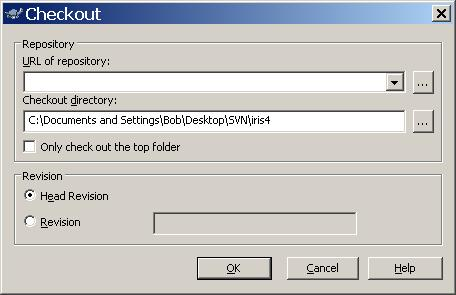 Checkout
Repository
URL of repository:
...
Checkout directory:
C:\Documents and Settings\Bob\Desktop\SVN\iris4
...
Only check out the top folder
Revision
Head Revision
Revision
OK Cancel Help